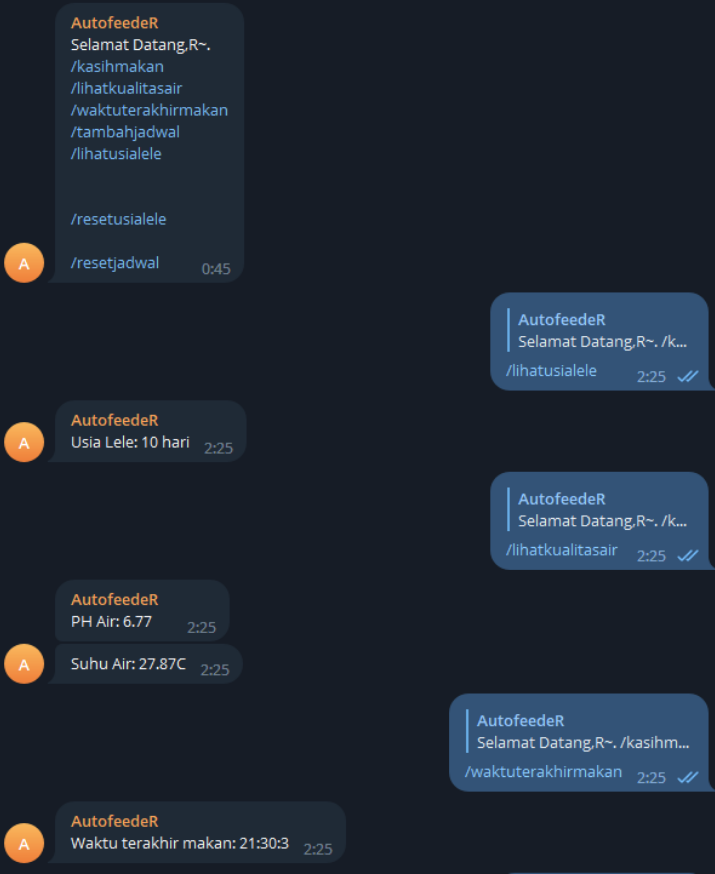 AutofeedeR
Selamat Datang,R~.
/kasihmakan
/lihatkualitasair
/waktuterakhirmakan
/tambahjadwal
/lihatusialele
/resetusialele
A
/resetjadwal 0:45
AutofeedeR
Selamat Datang,R~. /k...
/lihatusialele 2:25
AutofeedeR
A
Usia Lele: 10 hari 2:25
AutofeedeR
Selamat Datang,R~. /k...
/lihatkualitasair 2:25
AutofeedeR
PH Air: 6.77 2:25
A
Suhu Air: 27.87C 2:25
AutofeedeR
Selamat Datang,R~. /kasihm...
/waktuterakhirmakan 2:25
AutofeedeR
A
Waktu terakhir makan: 21:30:3 2:25